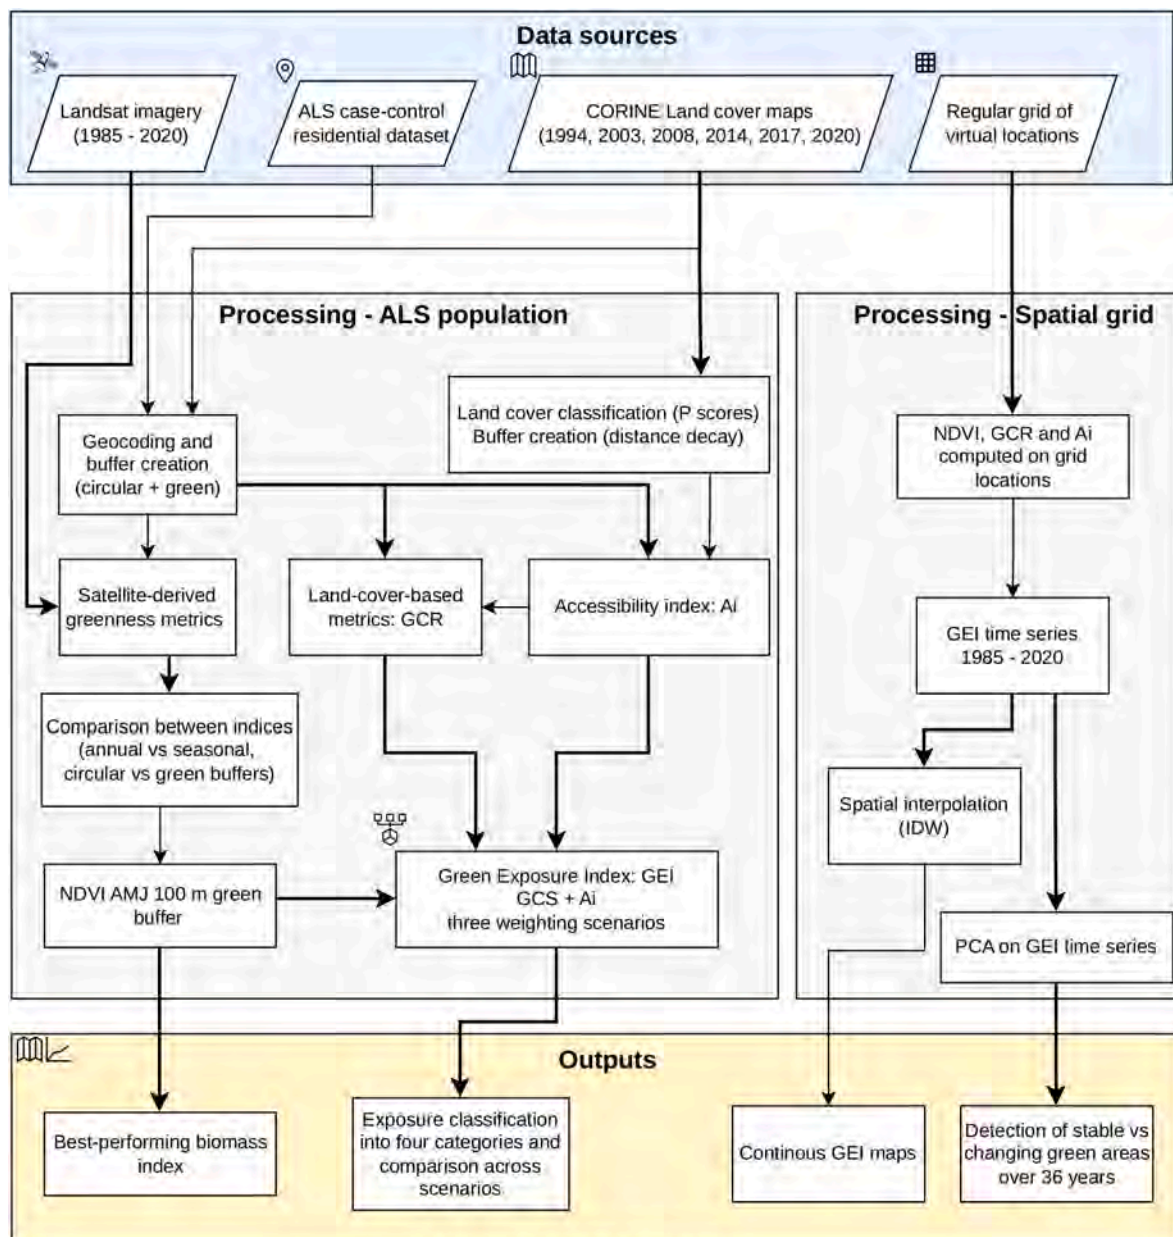 Data sources
Landsat imagery
(1985 - 2020)
ALS case-control
residential dataset
CORINE Land cover maps
(1994, 2003, 2008, 2014, 2017, 2020)
Regular grid of
virtual locations
Processing - ALS population
Processing - Spatial grid
Geocoding and
buffer creation
(circular + green)
Land cover classification (P scores)
Buffer creation (distance decay)
NDVI, GCR and Ai
computed on grid
locations
Satellite-derived
greenness metrics
Land-cover-based
metrics: GCR
Accessibility index: Ai
GEI time series
1985 - 2020
Comparison between indices
(annual vs seasonal,
circular vs green buffers)
Spatial interpolation
(IDW)
NDVI AMJ 100 m green
buffer
Green Exposure Index: GEI
GCS + Ai
three weighting scenarios
PCA on GEI time series
Outputs
Best-performing biomass
index
Exposure classification
into four categories and
comparison across
scenarios
Continous GEI maps
Detection of stable vs
changing green areas
over 36 years